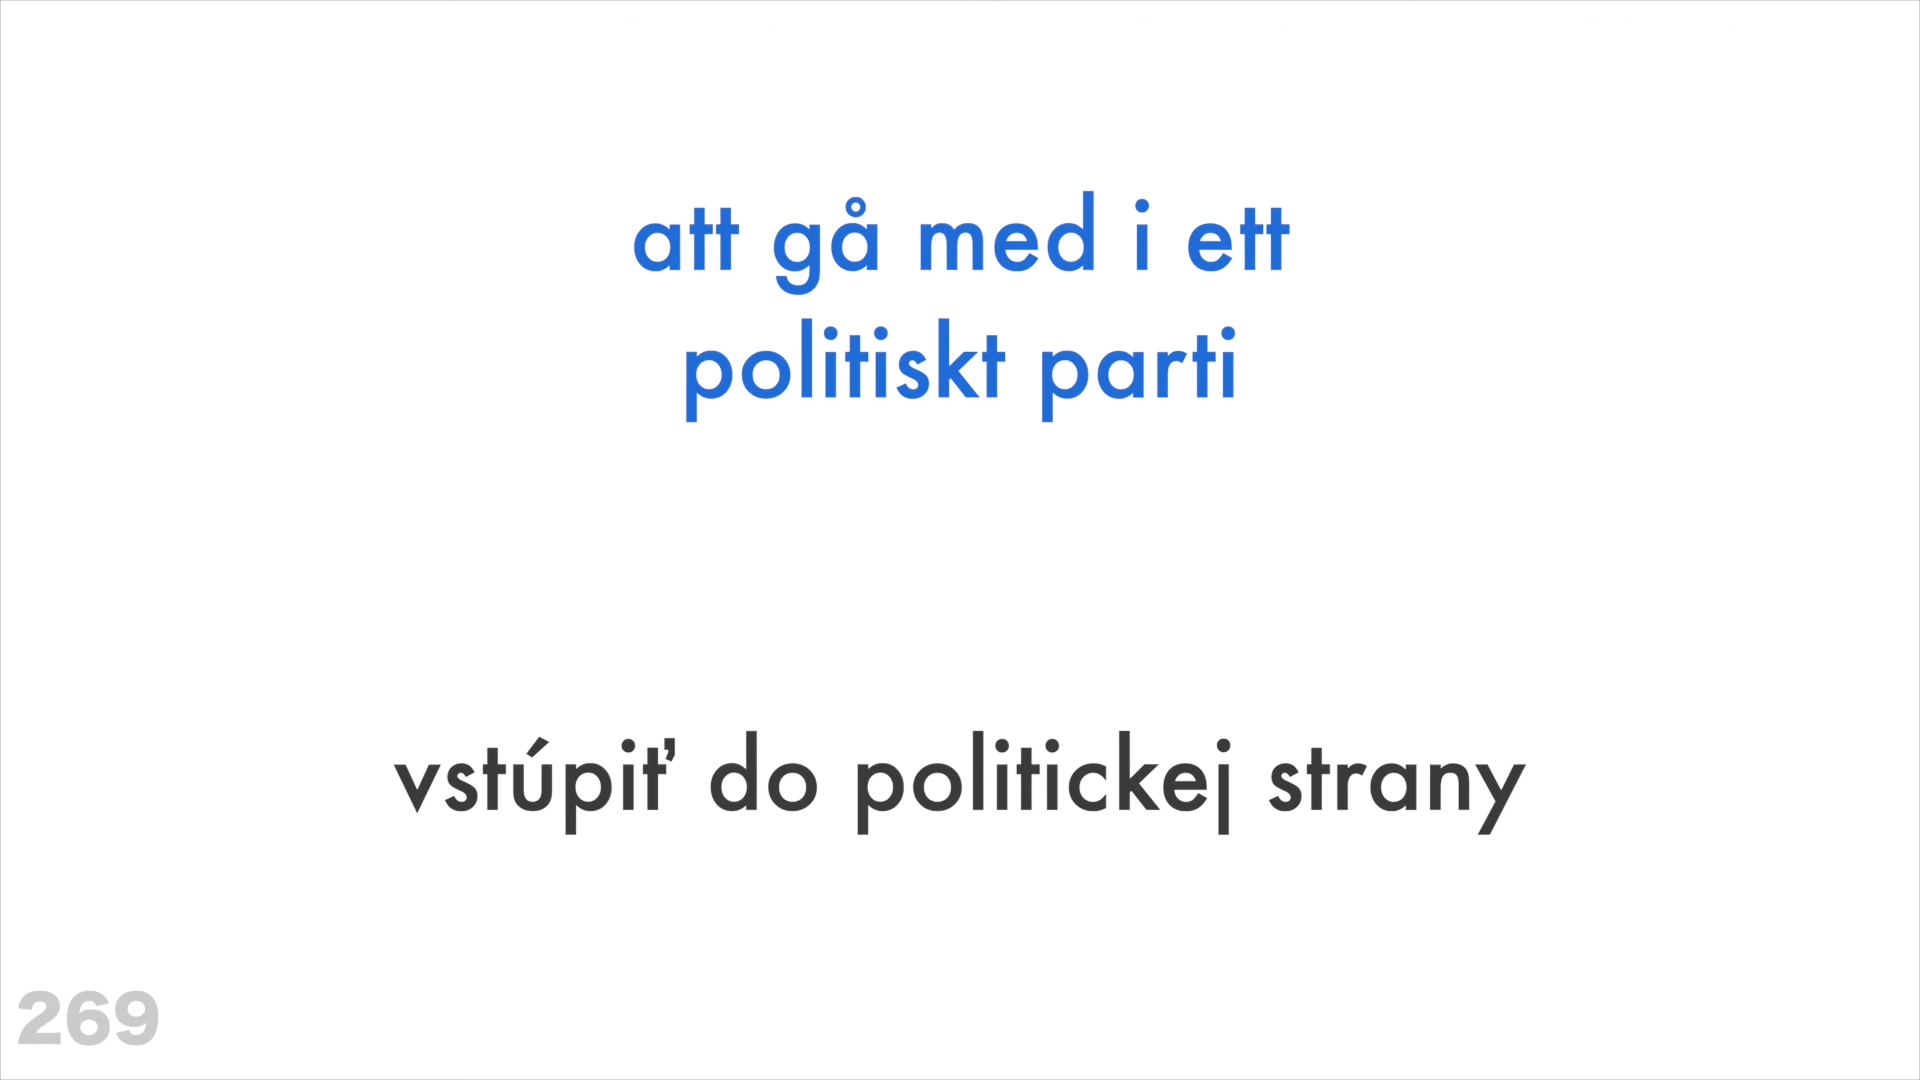 att gå med i ett
politiskt parti
vstúpiť do politickej strany
269